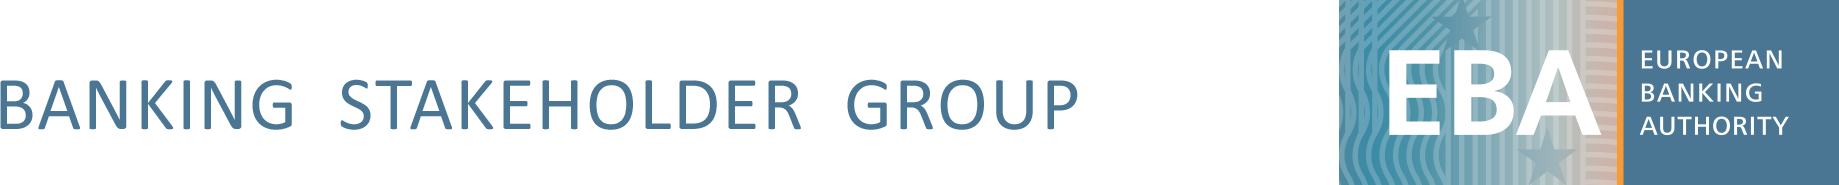 BANKING STAKEHOLDER GROUP
EBA
EUROPEAN
BANKING
AUTHORITY